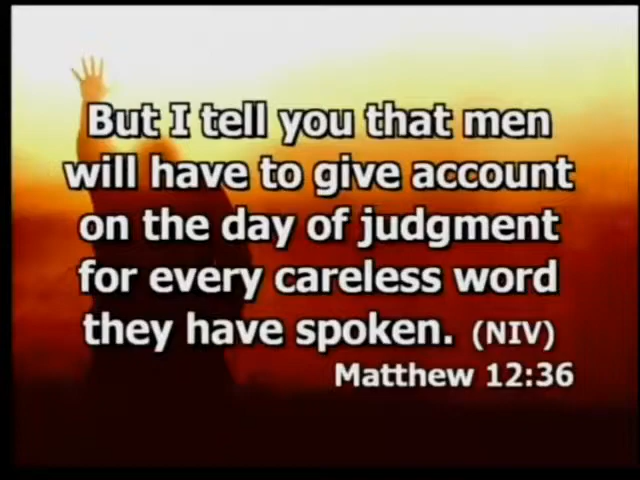 But I tell you that men
will have to give account
on the day of judgment
for every careless word
they have spoken. (NIV)
Matthew 12:36